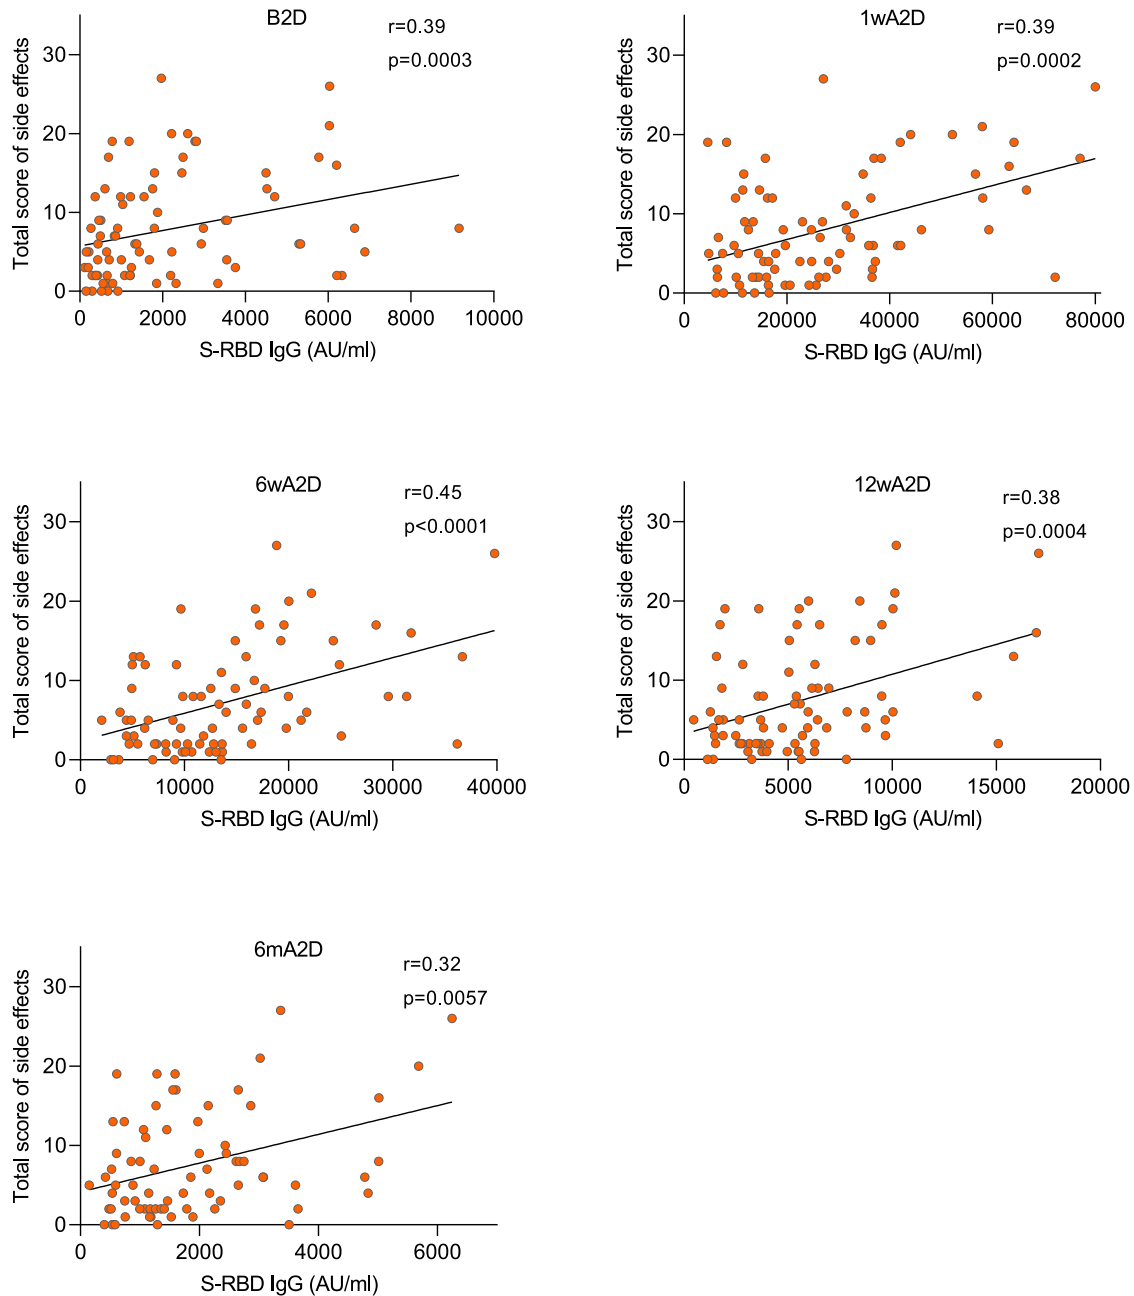 B2D
r=0.39
p=0.0003
Total score of side effects
30
20
10
0
0 2000 4000 6000 8000 10000
S-RBD IgG (AU/ml)
1wA2D
r=0.39
p=0.0002
Total score of side effects
30
20
10
0
0 20000 40000 60000 80000
S-RBD IgG (AU/ml)
6wA2D
r=0.45
p<0.0001
Total score of side effects
30
20
10
0
0 10000 20000 30000 40000
S-RBD IgG (AU/ml)
12wA2D
r=0.38
p=0.0004
Total score of side effects
30
20
10
0
0 5000 10000 15000 20000
S-RBD IgG (AU/ml)
6mA2D
r=0.32
p=0.0057
Total score of side effects
30
20
10
0
0 2000 4000 6000
S-RBD IgG (AU/ml)